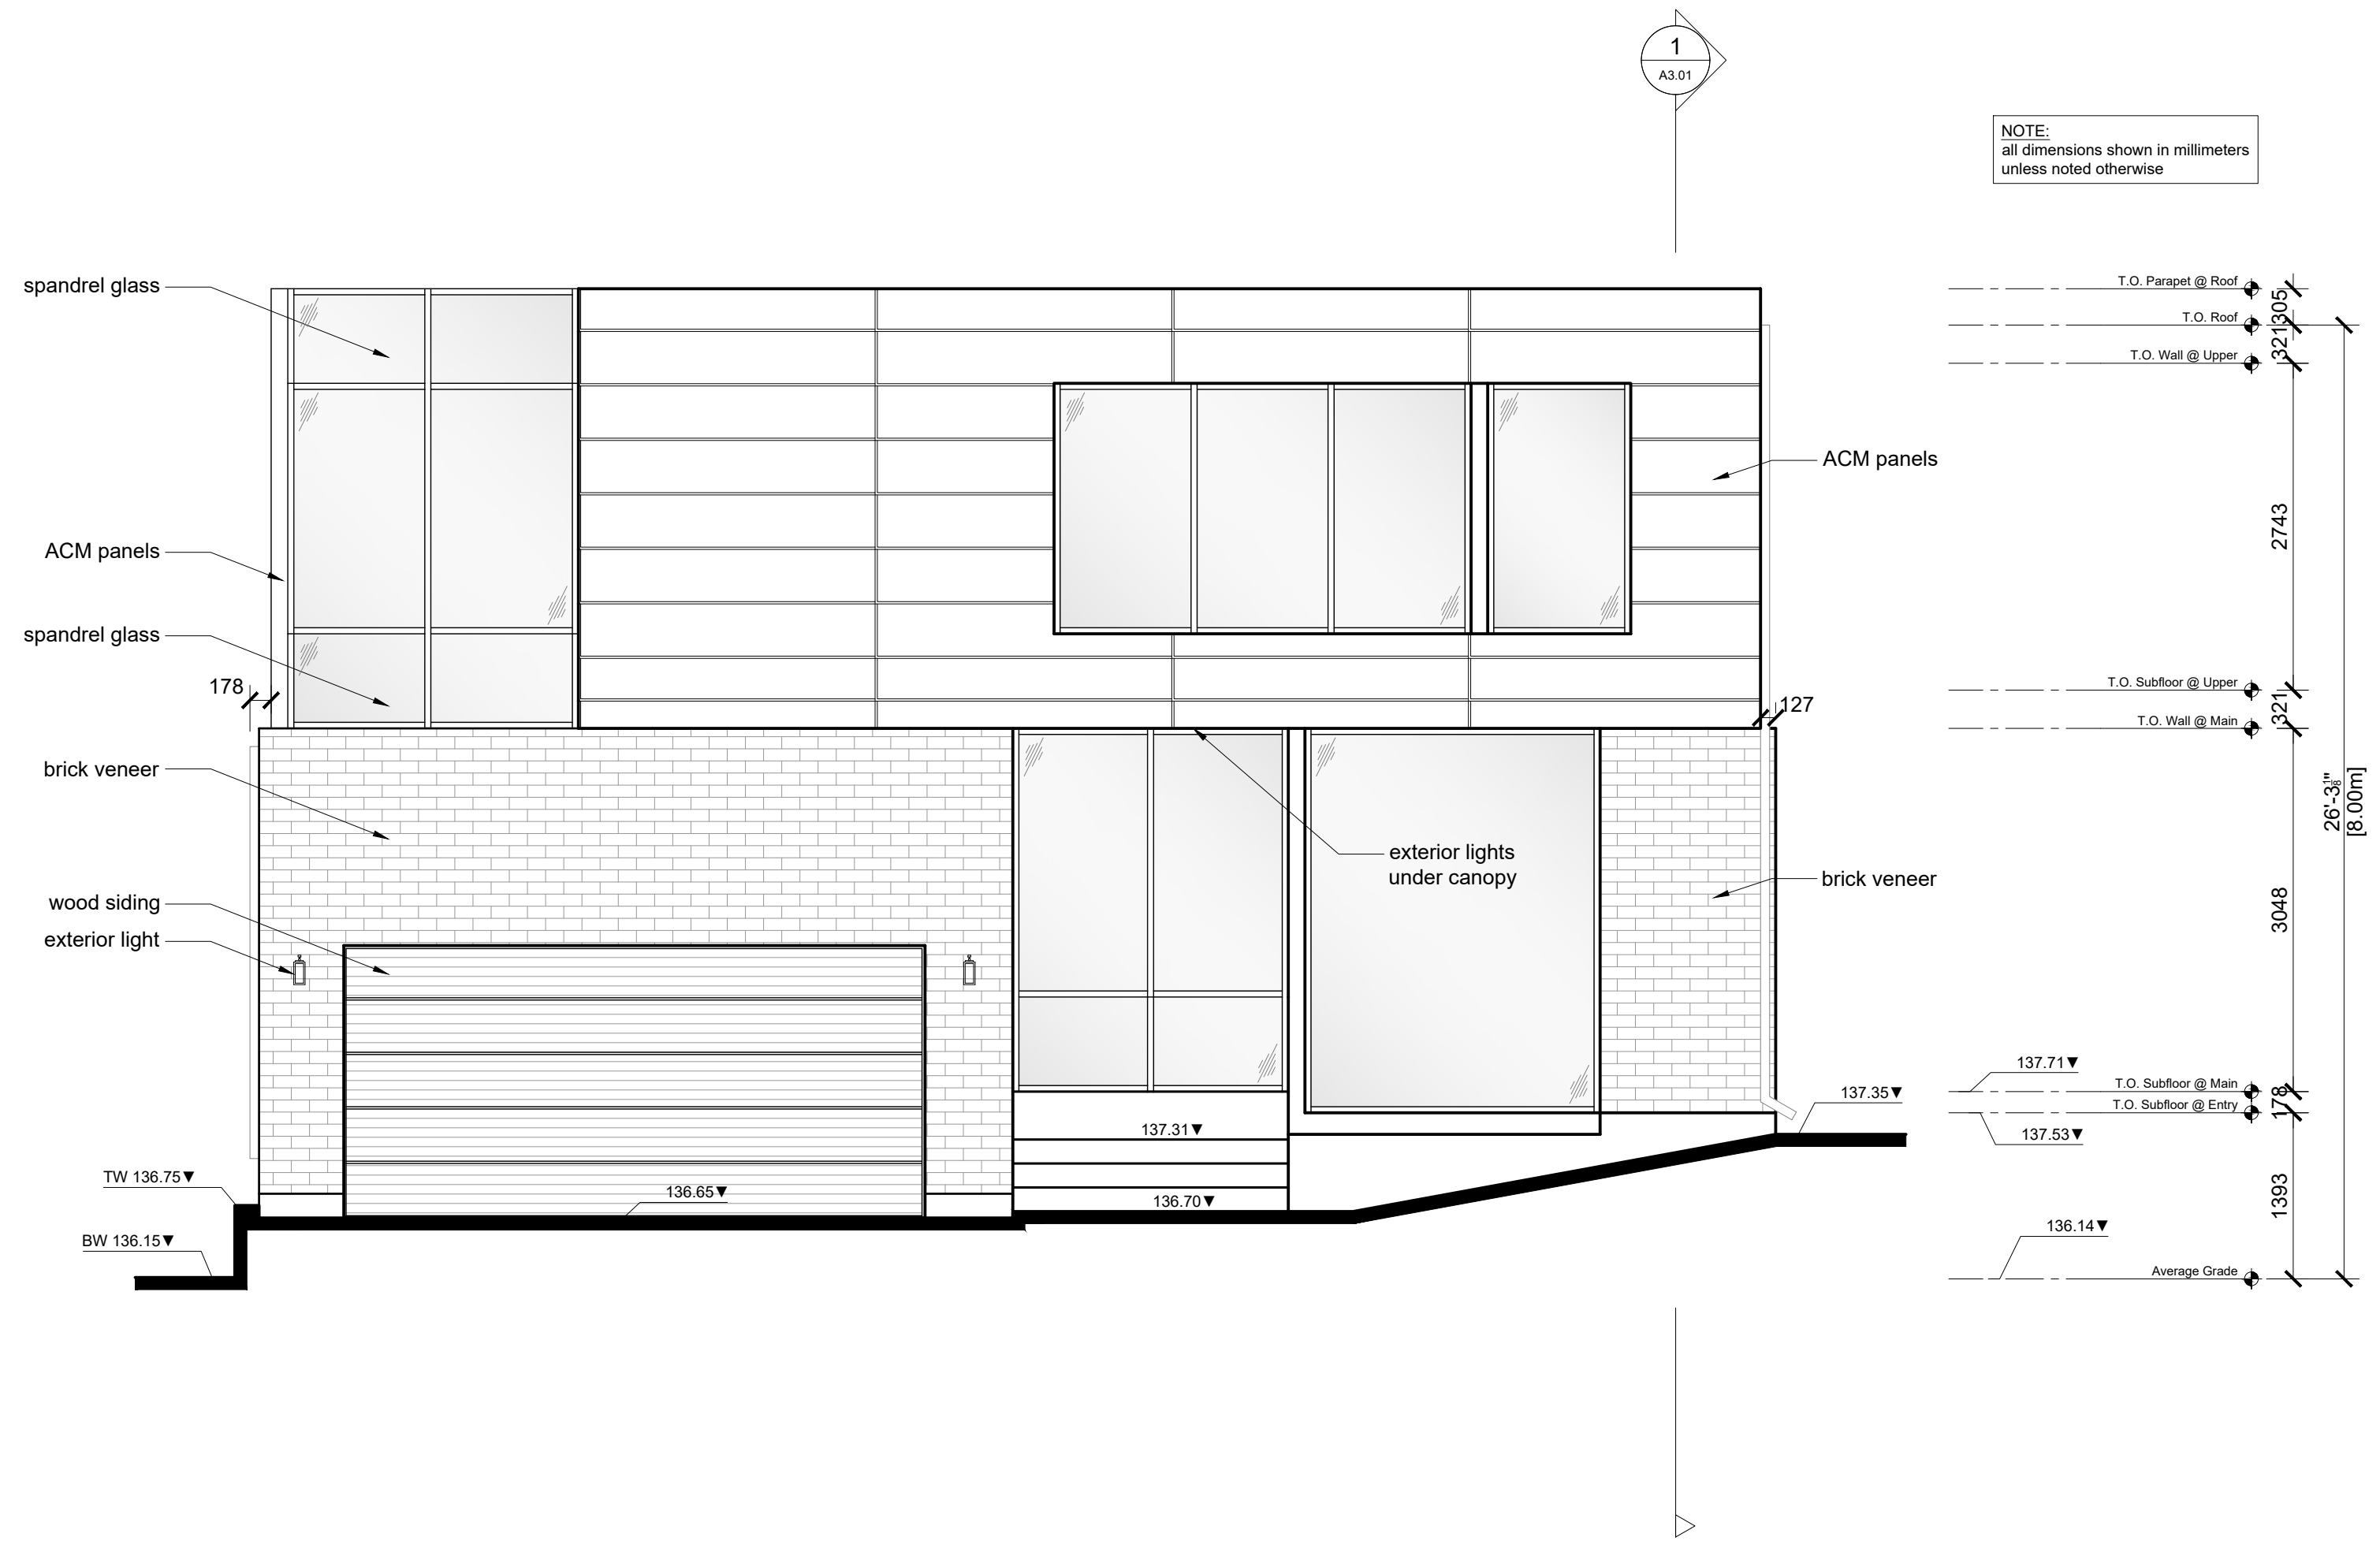 1
A3.01
NOTE:
all dimensions shown in millimeters
unless noted otherwise
spandrel glass
ACM panels
spandrel glass
178
brick veneer
wood siding
exterior light
TW 136.75▼
BW 136.15▼
136.65▼
137.31▼
136.70▼
exterior lights
under canopy
ACM panels
127
brick veneer
137.35▼
T.O. Parapet @ Roof
305
T.O. Roof
321
T.O. Wall @ Upper
2743
T.O. Subfloor @ Upper
321
T.O. Wall @ Main
3048
137.71▼
T.O. Subfloor @ Main
178
T.O. Subfloor @ Entry
137.53▼
1393
136.14▼
Average Grade
26'-3⅛"
[8.00m]